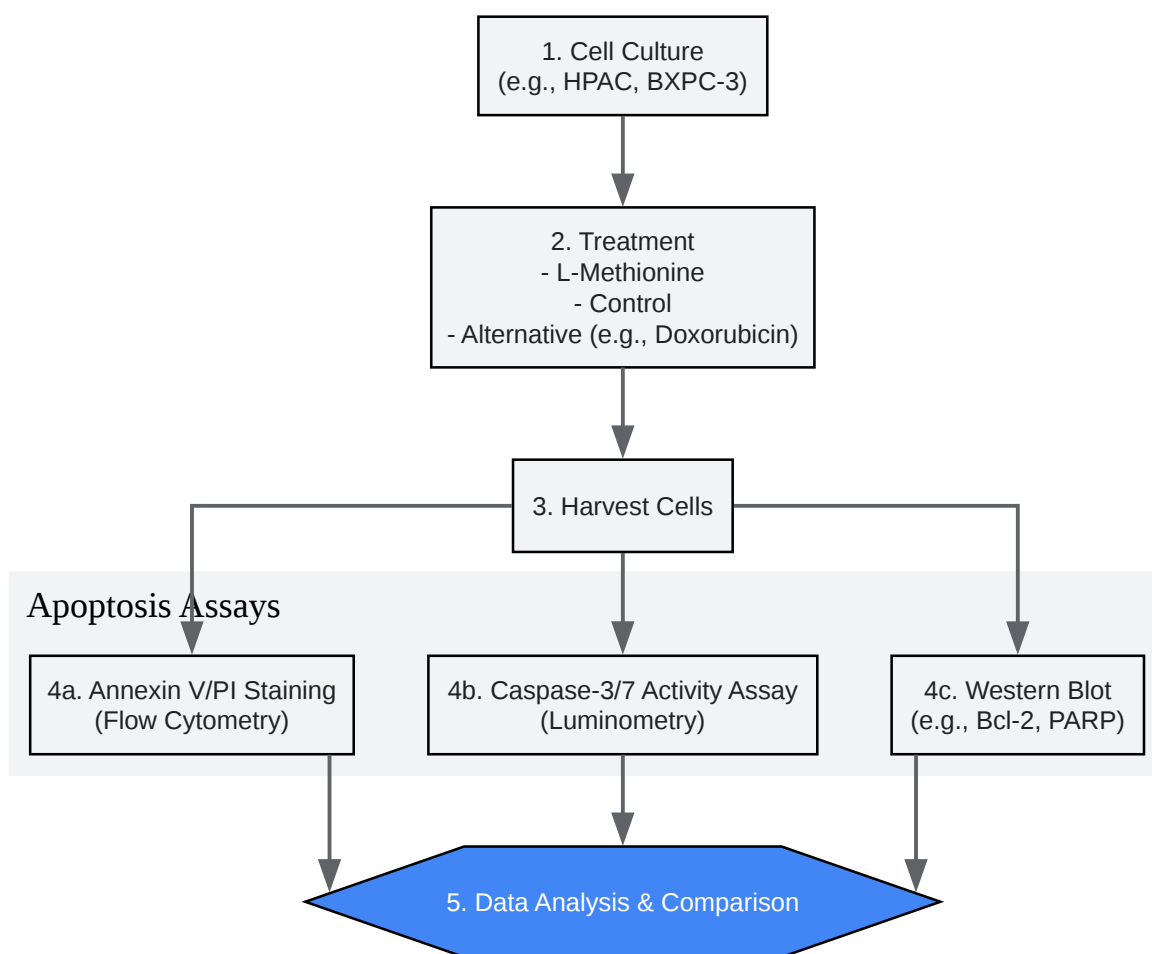 1. Cell Culture
(e.g., HPAC, BXPC-3)
2. Treatment
- L-Methionine
- Control
- Alternative (e.g., Doxorubicin)
3. Harvest Cells
Apoptosis Assays
4a. Annexin V/PI Staining
(Flow Cytometry)
4b. Caspase-3/7 Activity Assay
(Luminometry)
4c. Western Blot
(e.g., Bcl-2, PARP)
5. Data Analysis & Comparison